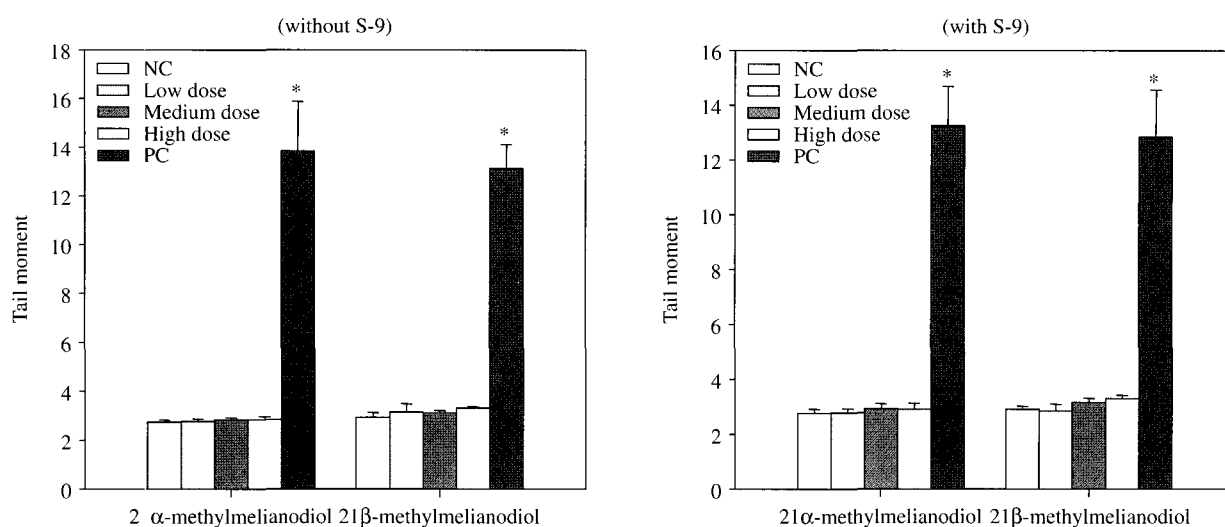 (without S-9)
18
16
14
12
10
8
6
4
2
0
Tail moment
NC
Low dose
Medium dose
High dose
PC
*
*
2 α-methylmelianodiol 21β-methylmelianodiol
(with S-9)
16
14
12
10
8
6
4
2
0
Tail moment
NC
Low dose
Medium dose
High dose
PC
*
*
21α-methylmelianodiol 21β-methylmelianodiol